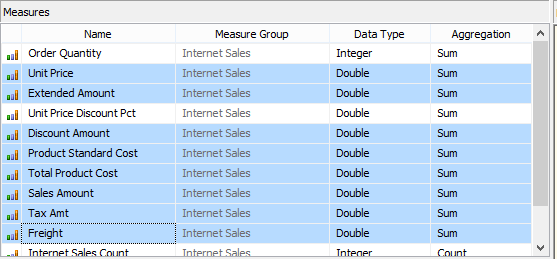 Measures
Name Measure Group Data Type Aggregation
Order Quantity Internet Sales Integer Sum
Unit Price Internet Sales Double Sum
Extended Amount Internet Sales Double Sum
Unit Price Discount Pct Internet Sales Double Sum
Discount Amount Internet Sales Double Sum
Product Standard Cost Internet Sales Double Sum
Total Product Cost Internet Sales Double Sum
Sales Amount Internet Sales Double Sum
Tax Amt Internet Sales Double Sum
Freight Internet Sales Double Sum
Internet Sales Count Internet Sales Integer Count